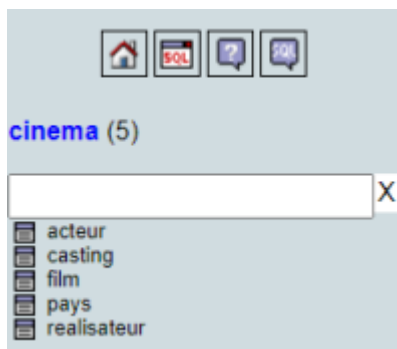 SQL ? SQL
cinema (5)
X
acteur
casting
film
pays
realisateur